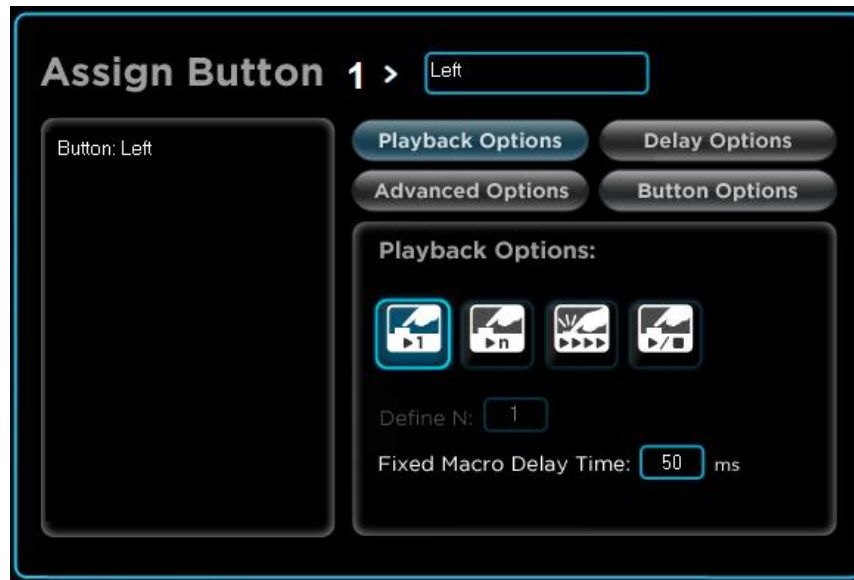 Assign Button 1 > Left
Button: Left
Playback Options Delay Options
Advanced Options Button Options
Playback Options:
▶1 ▶n ▶▶▶▶ ▶/■
Define N: 1
Fixed Macro Delay Time: 50 ms